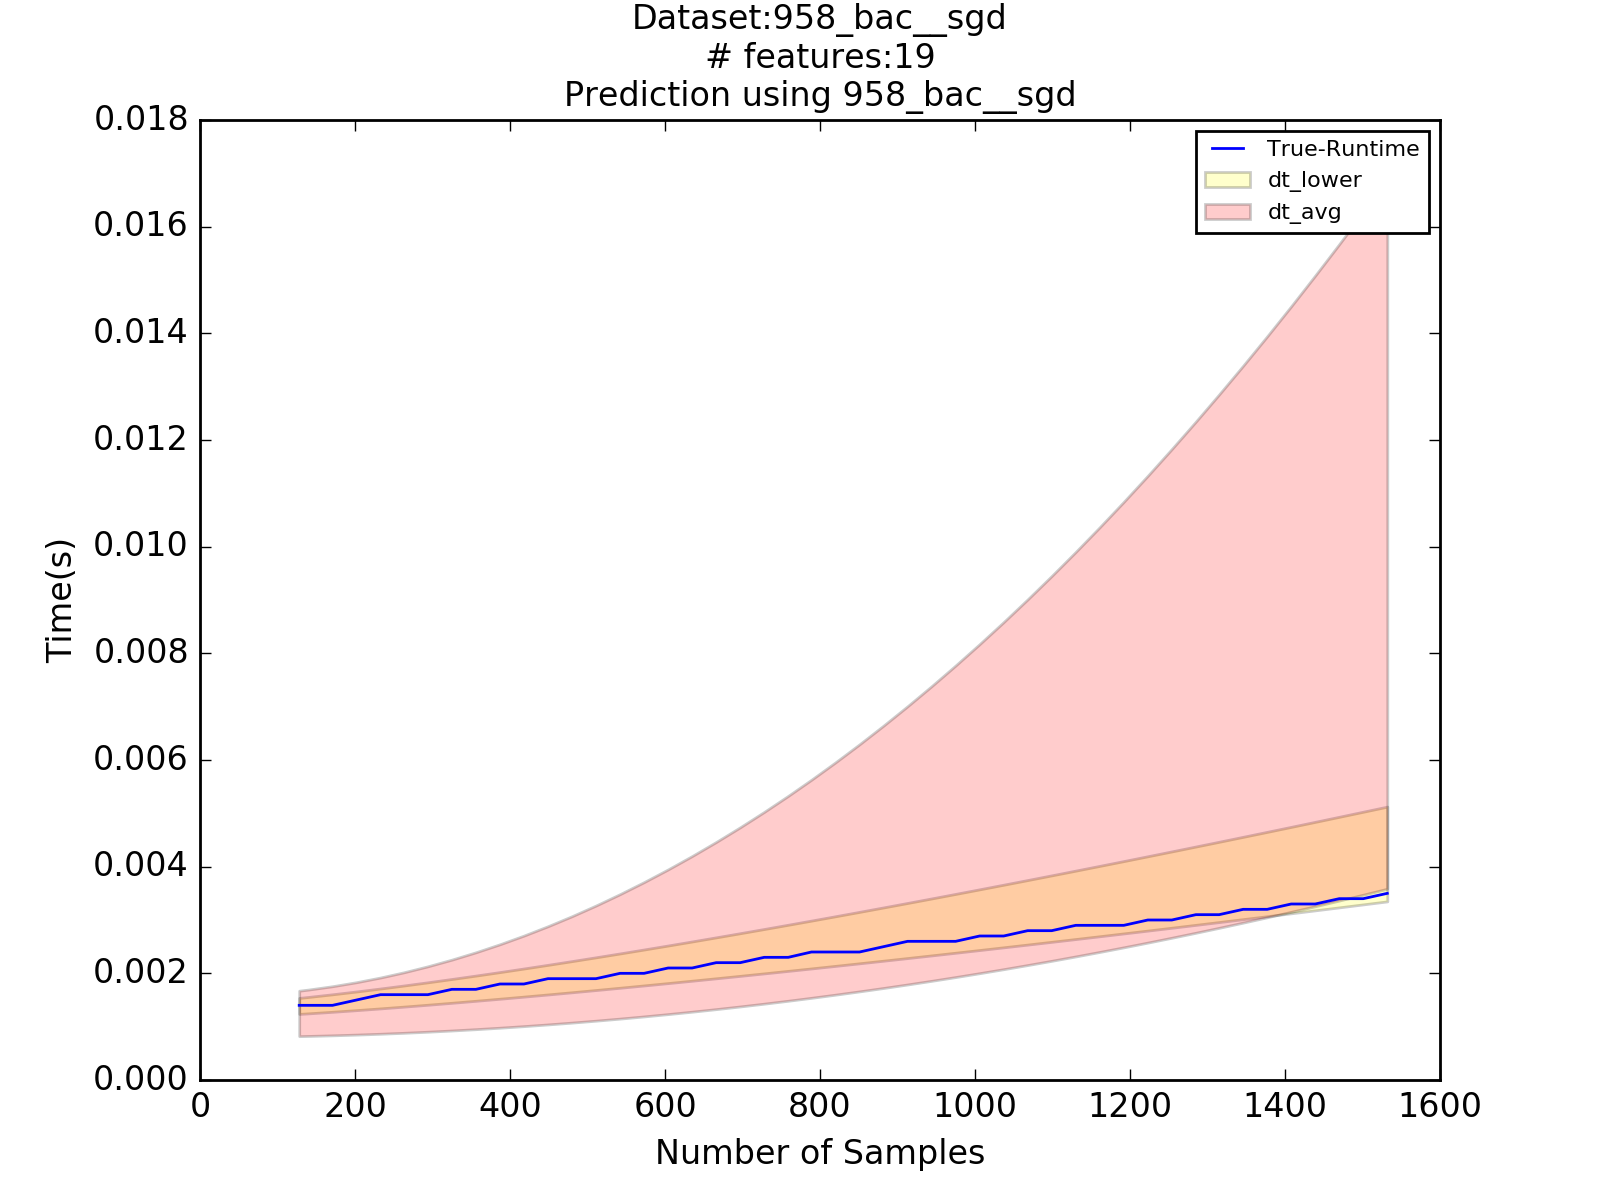 Dataset:958_bac__sgd
# features:19
Prediction using 958_bac__sgd
0.018
0.016
0.014
0.012
0.010
0.008
0.006
0.004
0.002
0.000
Time(s)
True-Runtime
dt_lower
dt_avg
0 200 400 600 800 1000 1200 1400 1600
Number of Samples